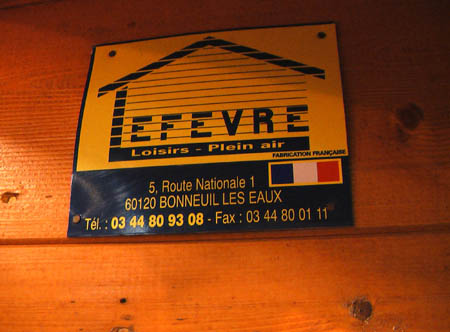 LEFEVRE
Loisirs - Plein air
FABRICATION FRANÇAISE
5, Route Nationale 1
60120 BONNEUIL LES EAUX
Tél. : 03 44 80 93 08 - Fax : 03 44 80 01 11